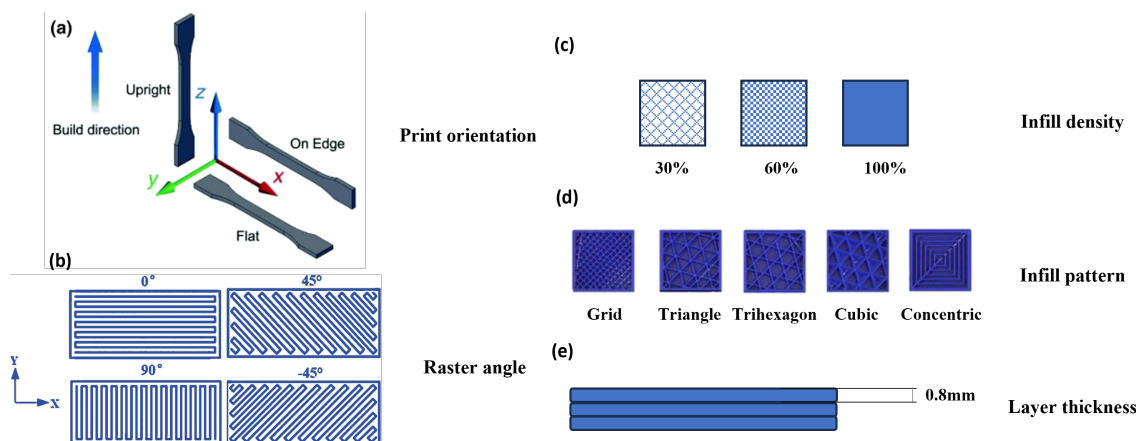 (a)
Upright
Build direction
z
On Edge
y
x
Flat
Print orientation
(b)
0°
45°
90°
-45°
Y
X
Raster angle
(c)
30%
60%
100%
Infill density
(d)
Grid
Triangle
Trihexagon
Cubic
Concentric
Infill pattern
(e)
0.8mm
Layer thickness